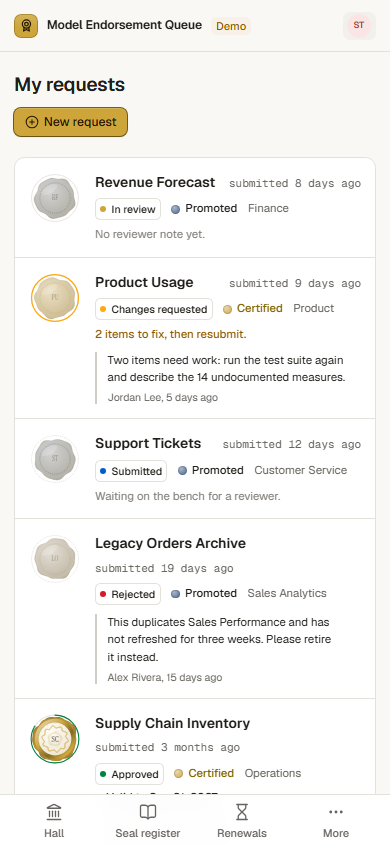 Model Endorsement Queue Demo ST
My requests
New request
Revenue Forecast submitted 8 days ago
In review Promoted Finance
No reviewer note yet.
Product Usage submitted 9 days ago
Changes requested Certified Product
2 items to fix, then resubmit.
Two items need work: run the test suite again
and describe the 14 undocumented measures.
Jordan Lee, 5 days ago
ST
Support Tickets submitted 12 days ago
Submitted Promoted Customer Service
Waiting on the bench for a reviewer.
Legacy Orders Archive
submitted 19 days ago
Rejected Promoted Sales Analytics
This duplicates Sales Performance and has
not refreshed for three weeks. Please retire
it instead.
Alex Rivera, 15 days ago
SC
Supply Chain Inventory
submitted 3 months ago
Approved Certified Operations
Hall Seal register Renewals More